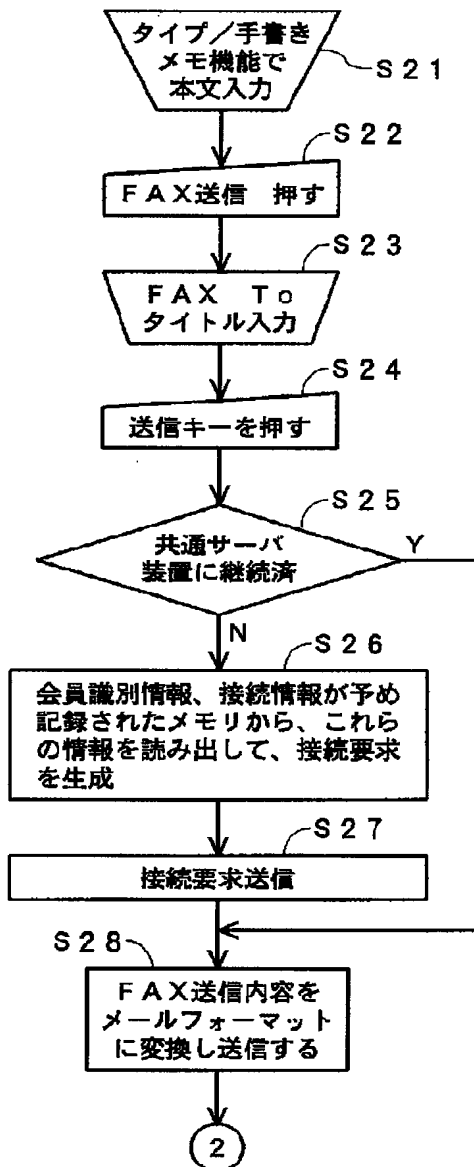 タイプ／手書き
メモ機能で
本文入力
S21
S22
FAX送信 押す
S23
FAX To
タイトル入力
S24
送信キーを押す
S25
共通サーバ
装置に継続済
Y
N
S26
会員識別情報、接続情報が予め
記録されたメモリから、これら
の情報を読み出して、接続要求
を生成
S27
接続要求送信
S28
FAX送信内容を
メールフォーマット
に変換し送信する
2